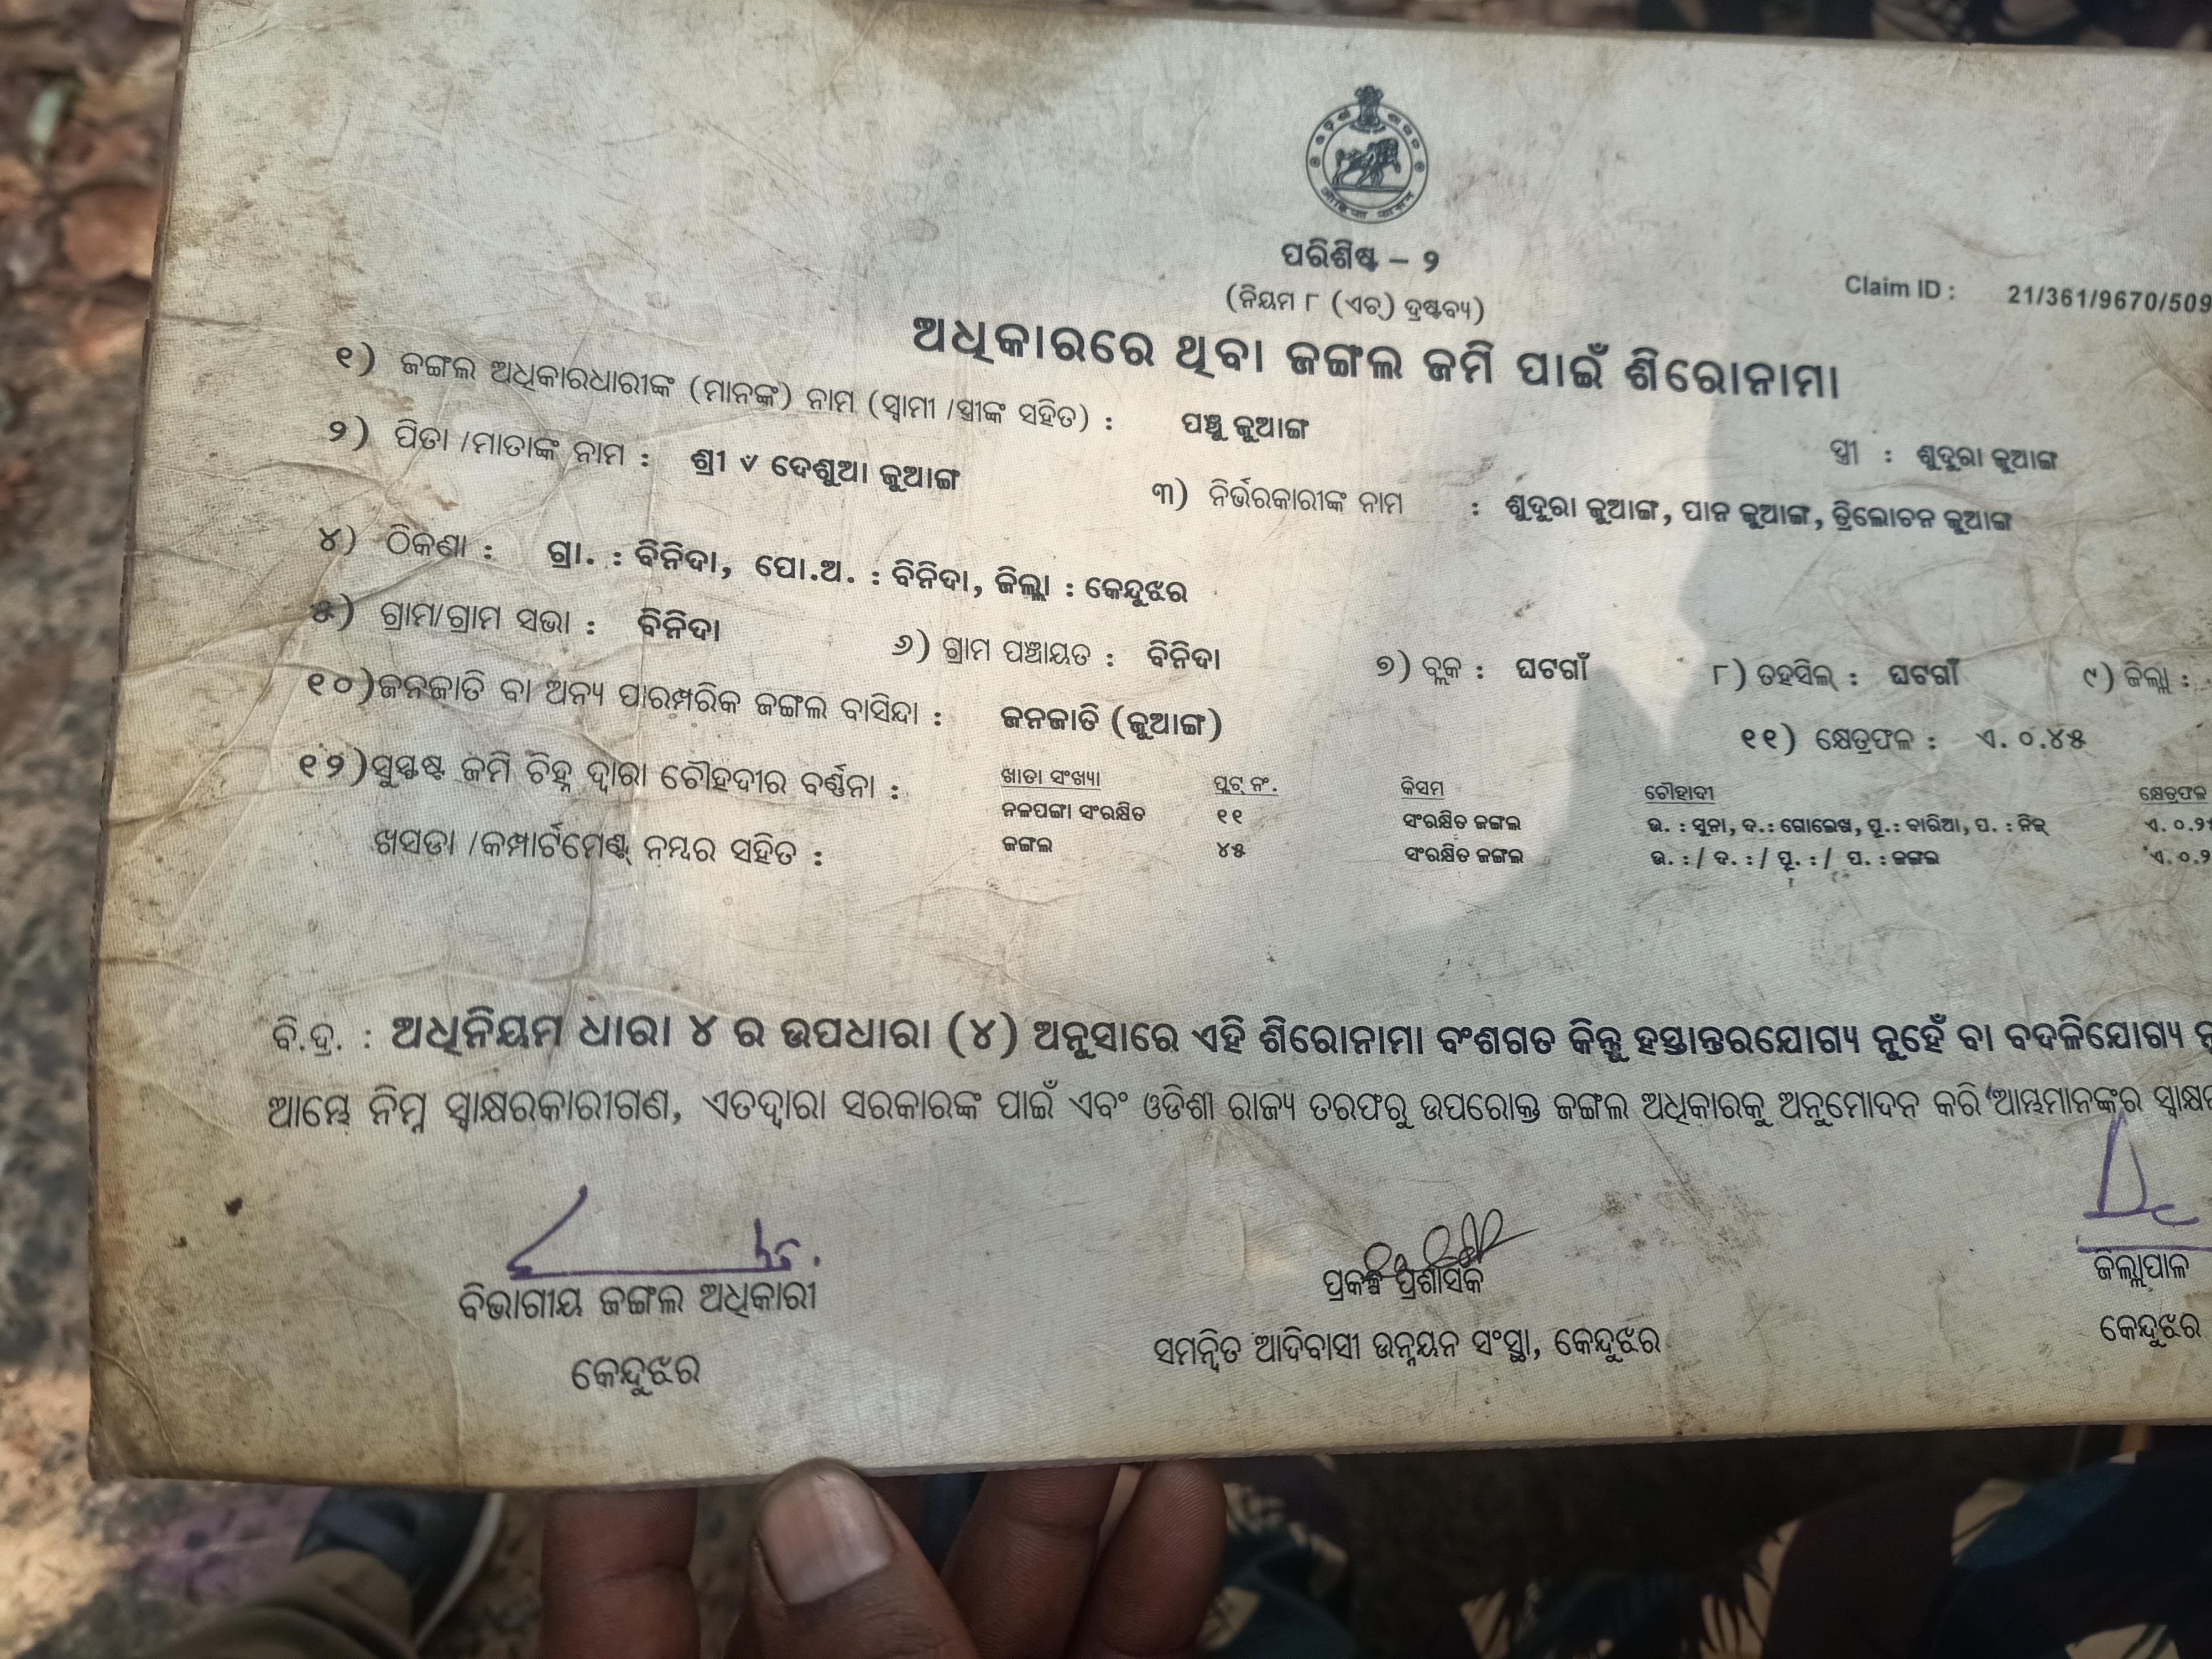 ପରିଶିଷ୍ଟ – ୨
(ନିୟମ ୮ (ଏଚ୍) ଦ୍ରଷ୍ଟବ୍ୟ)
Claim ID : 21/361/9670/509
ଅଧିକାରରେ ଥିବା ଜଙ୍ଗଲ ଜମି ପାଇଁ ଶିରୋନାମା
୧) ଜଙ୍ଗଲ ଅଧିକାରଧାରୀଙ୍କ (ମାନଙ୍କ) ନାମ (ସ୍ୱାମୀ /ସ୍ତ୍ରୀଙ୍କ ସହିତ) : ପଞ୍ଚୁ ଜୁଆଙ୍ଗ ସ୍ତ୍ରୀ : ଶୁଦୁରା ଜୁଆଙ୍ଗ
୨) ପିତା /ମାତାଙ୍କ ନାମ : ଶ୍ରୀ ୰ ଦେଶୁଆ ଜୁଆଙ୍ଗ ୩) ନିର୍ଭରକାରୀଙ୍କ ନାମ : ଶୁଦୁରା ଜୁଆଙ୍ଗ, ପାନ ଜୁଆଙ୍ଗ, ତ୍ରିଲୋଚନ ଜୁଆଙ୍ଗ
୪) ଠିକଣା : ଗ୍ରା. : ବିନିଦା, ପୋ.ଅ. : ବିନିଦା, ଜିଲ୍ଲା : କେନ୍ଦୁଝର
୫) ଗ୍ରାମ/ଗ୍ରାମ ସଭା : ବିନିଦା ୬) ଗ୍ରାମ ପଞ୍ଚାୟତ : ବିନିଦା ୭) ବ୍ଲକ : ଘଟଗାଁ ୮) ତହସିଲ୍ : ଘଟଗାଁ ୯) ଜିଲ୍ଲା :
୧୦)ଜନଜାତି ବା ଅନ୍ୟ ପାରମ୍ପରିକ ଜଙ୍ଗଲ ବାସିନ୍ଦା : ଜନଜାତି (ଜୁଆଙ୍ଗ) ୧୧) କ୍ଷେତ୍ରଫଳ : ଏ. ୦.୪୫
୧୨)ସୁସ୍ପଷ୍ଟ ଜମି ଚିହ୍ନ ଦ୍ୱାରା ଚୌହଦୀର ବର୍ଣ୍ଣନା : ଖାତା ସଂଖ୍ୟା ପ୍ଲଟ୍ ନଂ. କିସମ ଚୌହାଦୀ କ୍ଷେତ୍ରଫଳ
ନଳପଙ୍ଗା ସଂରକ୍ଷିତ ୧୧ ସଂରକ୍ଷିତ ଜଙ୍ଗଲ ଉ. : ସୁନା, ଦ.: ଗୋଲେଖ, ପୂ.: ବାରିଆ, ପ. : ନିଜ୍ ଏ. ୦.୨
ଖସଡା /କମ୍ପାର୍ଟମେଣ୍ଟ୍ ନମ୍ବର ସହିତ : ଜଙ୍ଗଲ ୪୫ ସଂରକ୍ଷିତ ଜଙ୍ଗଲ ଉ. : / ଦ. : / ପୂ. : / ପ. : ଜଙ୍ଗଲ ଏ. ୦.୨
ବି.ଦ୍ର. : ଅଧିନିୟମ ଧାରା ୪ ର ଉପଧାରା (୪) ଅନୁସାରେ ଏହି ଶିରୋନାମା ବଂଶଗତ କିନ୍ତୁ ହସ୍ତାନ୍ତରଯୋଗ୍ୟ ନୁହେଁ ବା ବଦଳିଯୋଗ୍ୟ
ଆମ୍ଭେ ନିମ୍ନ ସ୍ୱାକ୍ଷରକାରୀଗଣ, ଏତଦ୍ୱାରା ସରକାରଙ୍କ ପାଇଁ ଏବଂ ଓଡିଶା ରାଜ୍ୟ ତରଫରୁ ଉପରୋକ୍ତ ଜଙ୍ଗଲ ଅଧିକାରକୁ ଅନୁମୋଦନ କରି ଆମ୍ଭମାନଙ୍କର
ବିଭାଗୀୟ ଜଙ୍ଗଲ ଅଧିକାରୀ ପ୍ରକଳ୍ପ ପ୍ରଶାସକ ଜିଲ୍ଲାପାଳ
କେନ୍ଦୁଝର ସମନ୍ୱିତ ଆଦିବାସୀ ଉନ୍ନୟନ ସଂସ୍ଥା, କେନ୍ଦୁଝର କେନ୍ଦୁଝର